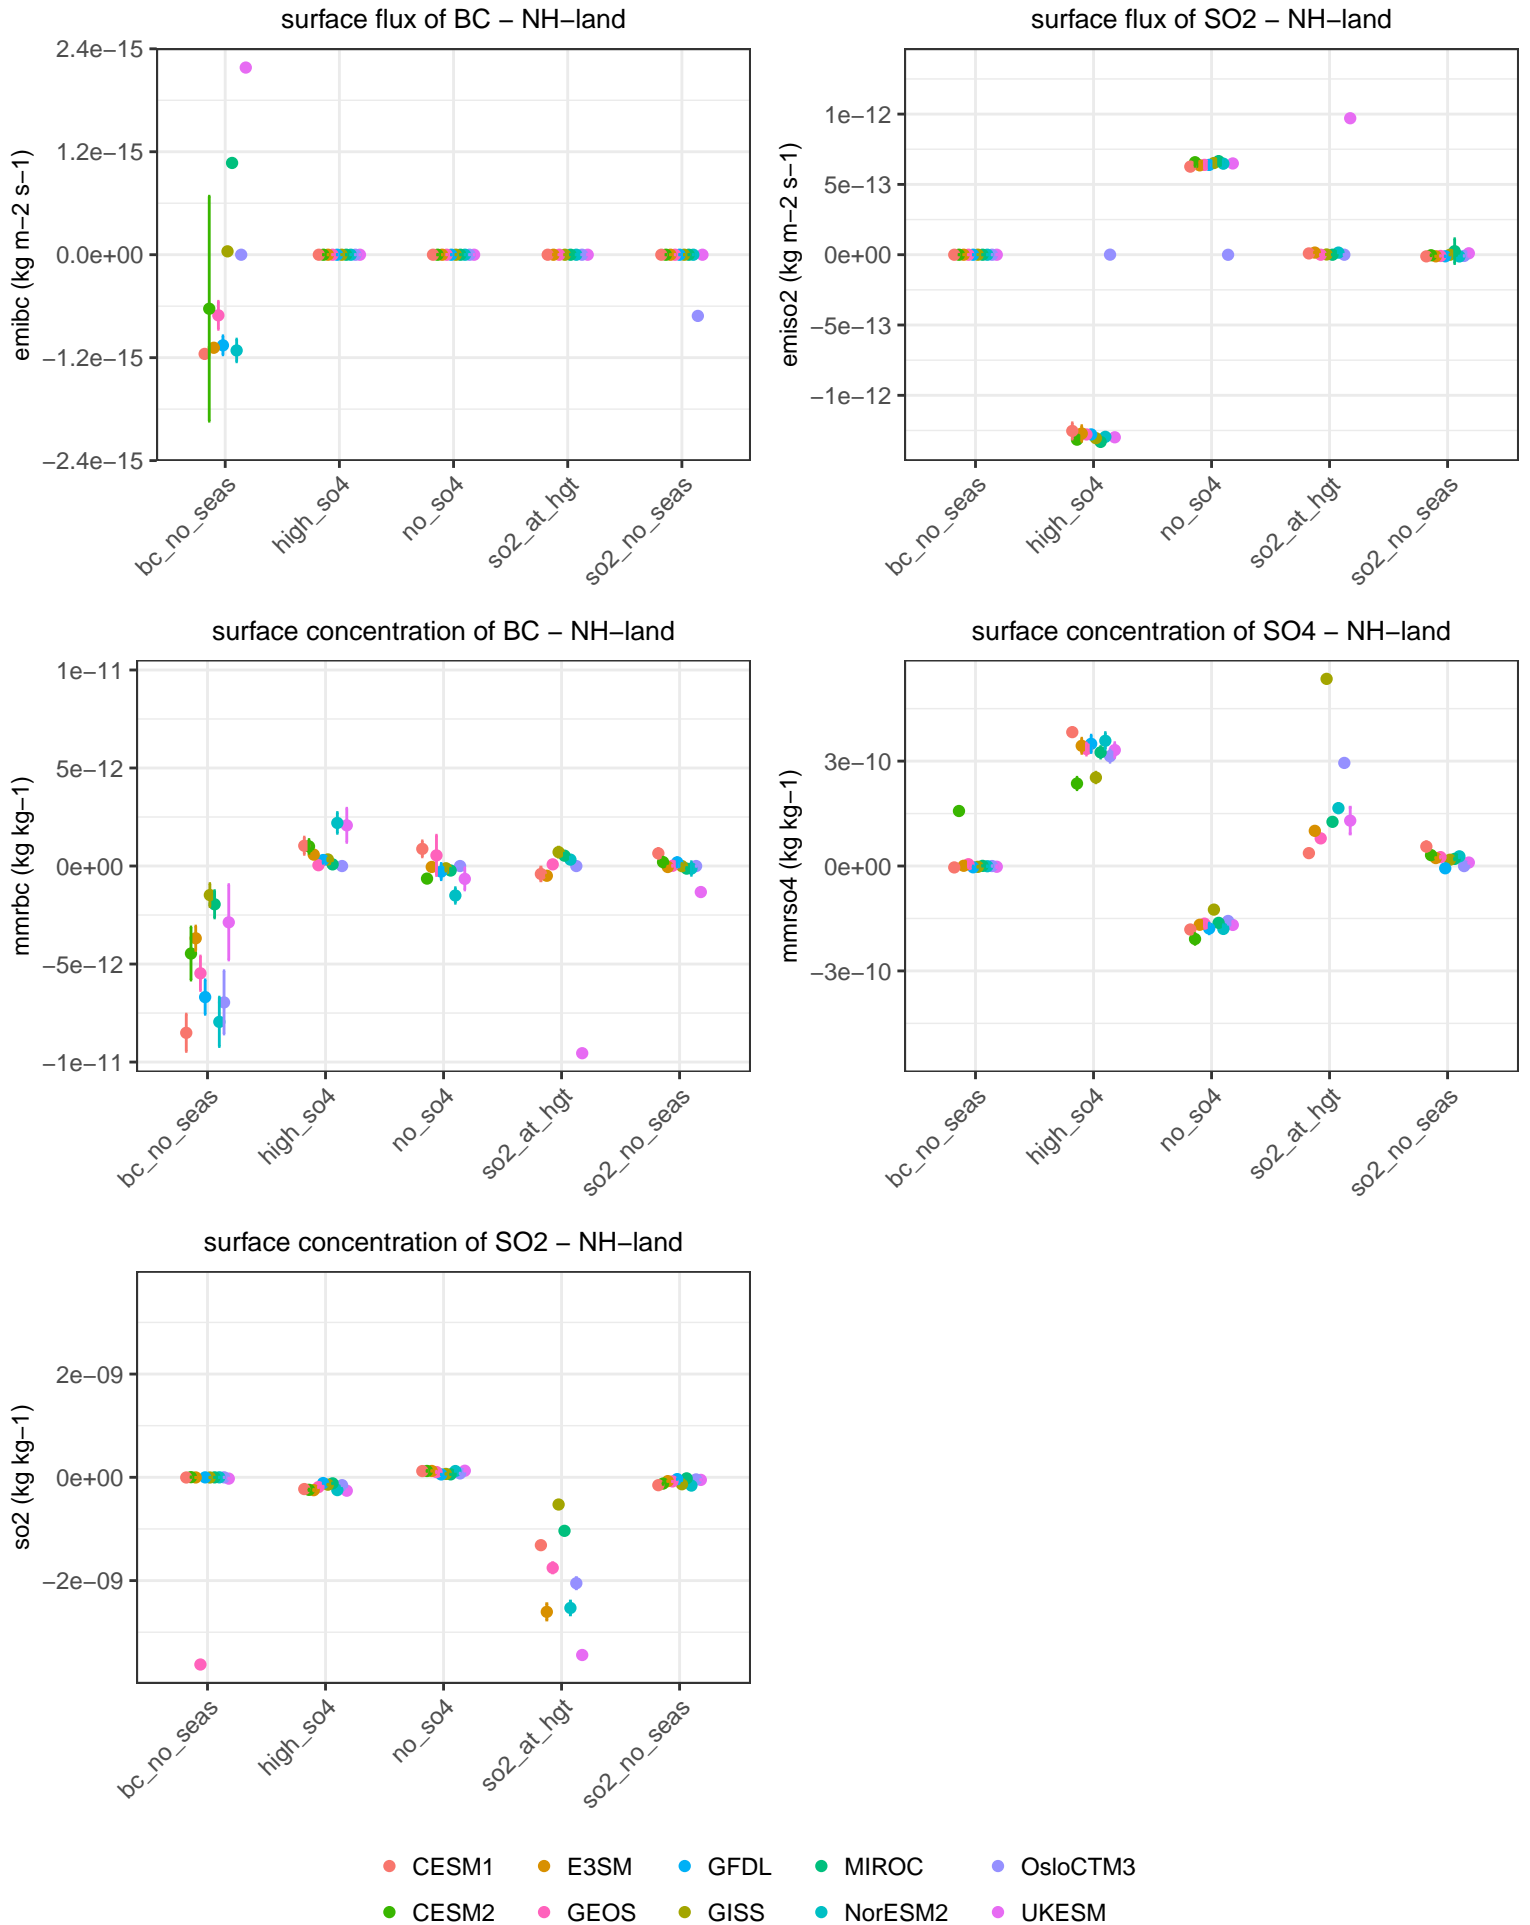 surface flux of BC − NH−land
emibc (kg m−2 s−1)
2.4e−15
1.2e−15
0.0e+00
−1.2e−15
−2.4e−15
bc_no_seas
high_so4
no_so4
so2_at_hgt
so2_no_seas
surface flux of SO2 − NH−land
emiso2 (kg m−2 s−1)
1e−12
5e−13
0e+00
−5e−13
−1e−12
bc_no_seas
high_so4
no_so4
so2_at_hgt
so2_no_seas
surface concentration of BC − NH−land
mmrbc (kg kg−1)
1e−11
5e−12
0e+00
−5e−12
−1e−11
bc_no_seas
high_so4
no_so4
so2_at_hgt
so2_no_seas
surface concentration of SO4 − NH−land
mmrso4 (kg kg−1)
3e−10
0e+00
−3e−10
bc_no_seas
high_so4
no_so4
so2_at_hgt
so2_no_seas
surface concentration of SO2 − NH−land
so2 (kg kg−1)
2e−09
0e+00
−2e−09
bc_no_seas
high_so4
no_so4
so2_at_hgt
so2_no_seas
CESM1 E3SM GFDL MIROC OsloCTM3
CESM2 GEOS GISS NorESM2 UKESM